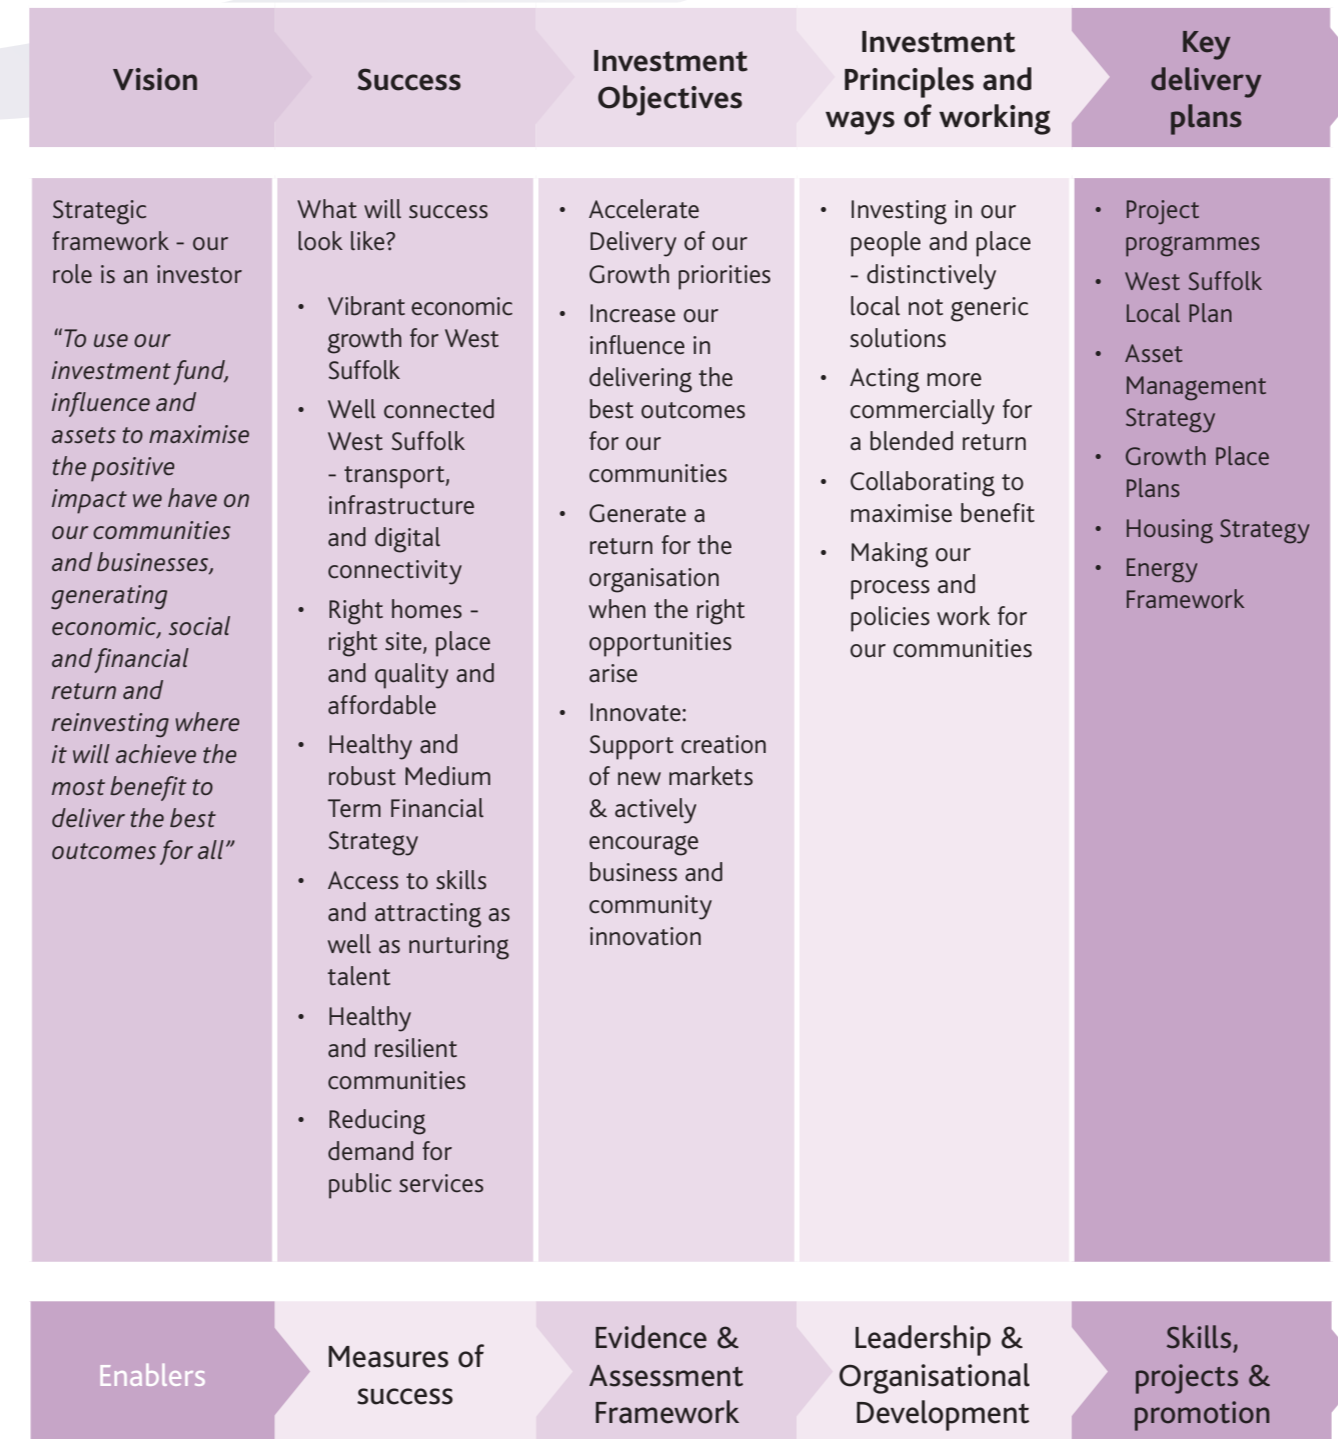 Vision
Success
Investment
Objectives
Investment
Principles and
ways of working
Key
delivery
plans
Strategic
framework - our
role is an investor
“To use our
investment fund,
influence and
assets to maximise
the positive
impact we have on
our communities
and businesses,
generating
economic, social
and financial
return and
reinvesting where
it will achieve the
most benefit to
deliver the best
outcomes for all”
What will success
look like?
• Vibrant economic
growth for West
Suffolk
• Well connected
West Suffolk
- transport,
infrastructure
and digital
connectivity
• Right homes -
right site, place
and quality and
affordable
• Healthy and
robust Medium
Term Financial
Strategy
• Access to skills
and attracting as
well as nurturing
talent
• Healthy
and resilient
communities
• Reducing
demand for
public services
• Accelerate
Delivery of our
Growth priorities
• Increase our
influence in
delivering the
best outcomes
for our
communities
• Generate a
return for the
organisation
when the right
opportunities
arise
• Innovate:
Support creation
of new markets
& actively
encourage
business and
community
innovation
• Investing in our
people and place
- distinctively
local not generic
solutions
• Acting more
commercially for
a blended return
• Collaborating to
maximise benefit
• Making our
process and
policies work for
our communities
• Project
programmes
• West Suffolk
Local Plan
• Asset
Management
Strategy
• Growth Place
Plans
• Housing Strategy
• Energy
Framework
Enablers
Measures of
success
Evidence &
Assessment
Framework
Leadership &
Organisational
Development
Skills,
projects &
promotion